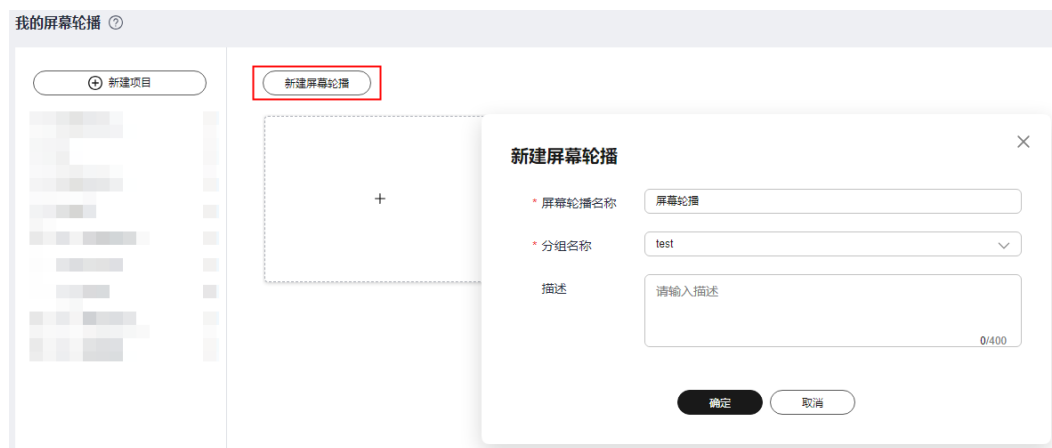 我的屏幕轮播 ?
新建项目
新建屏幕轮播
新建屏幕轮播
* 屏幕轮播名称 屏幕轮播
* 分组名称 test
描述 请输入描述
0/400
确定 取消